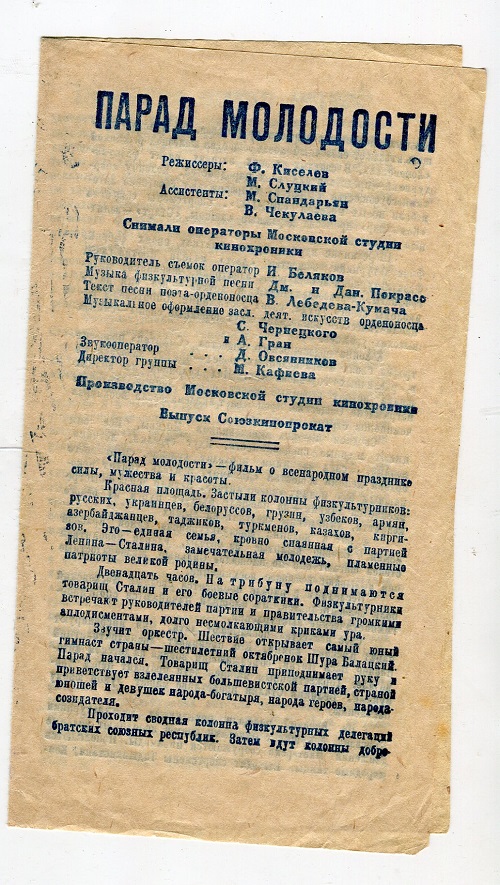 ПАРАД МОЛОДОСТИ
Режиссеры: Ф. Киселев
М. Слуцкий
Ассистенты: М. Спандарьян
В. Чекулаева
Снимали операторы Московской студии
кинохроники
Руководитель съемок оператор И Беляков
Музыка физкультурной песни Дм. и Дан. Покрасс
Текст песни поэта-орденоносца В. Лебедева-Кумача
Музыкальное оформление засл. деят. искусств орденоносца
С. Чернецкого
и А. Гран
Звукооператор . . . . Д. Овсянников
Директор группы . . . . М. Кафиева
Производство Московской студии кинохроники
Выпуск Союзкинопрокат
«Парад молодости»—фильм о всенародном празднике
силы, мужества и красоты.
Красная площадь. Застыли колонны физкультурников:
русских, украинцев, белоруссов, грузин, узбеков, армян,
азербайджанцев, таджиков, туркменов, казахов, кирги-
зов. Это—единая семья, кровно спаянная с партией
Ленина—Сталина, замечательная молодежь, пламенные
патриоты великой родины.
Двенадцать часов. На трибуну поднимаются
товарищ Сталин и его боевые соратники. Физкультурники
встречают руководителей партии и правительства громкими
аплодисментами, долго несмолкающими криками ура.
Звучит оркестр. Шествие открывает самый юный
гимнаст страны—шестилетний октябренок Шура Балацкий.
Парад начался. Товарищ Сталин приподнимает руку и
приветствует взлелеянных большевистской партией, страной
юношей и девушек народа-богатыря, народа героев, народа-
созидателя.
Проходит сводная колонна физкультурных делегаций
братских союзных республик. Затем идут колонны добро-